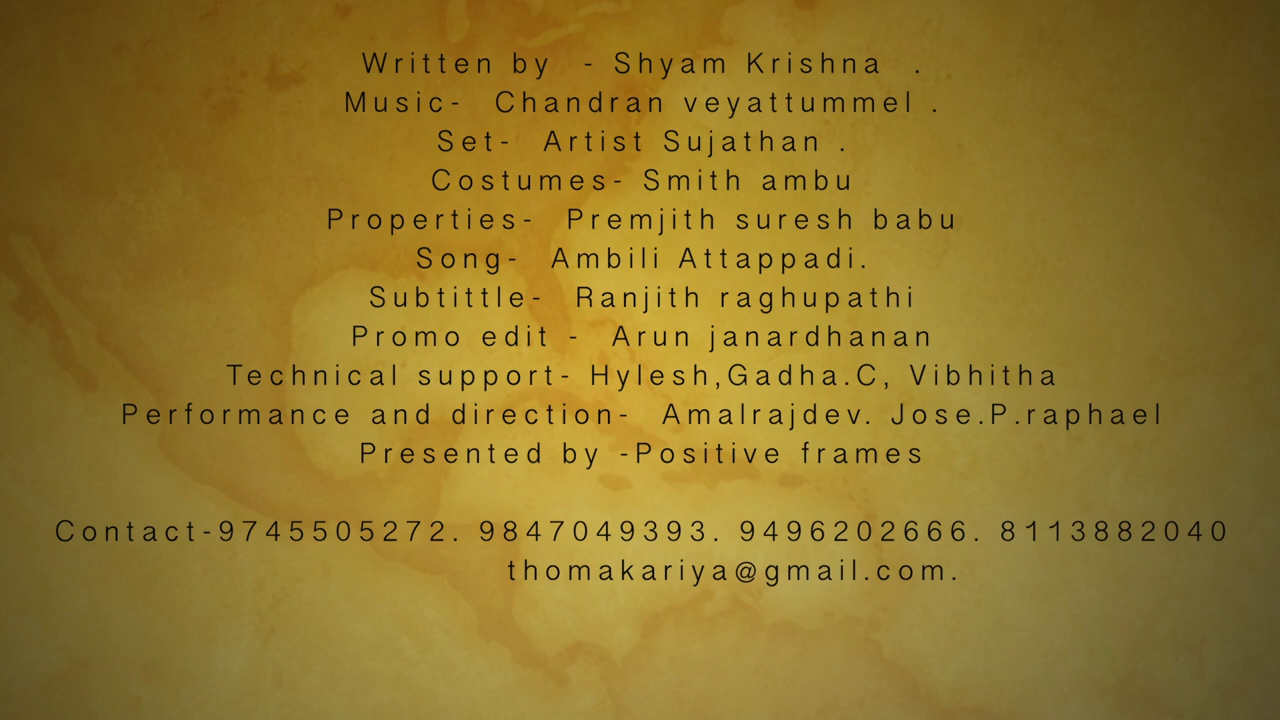 Written by - Shyam Krishna .
Music- Chandran veyattummel .
Set- Artist Sujathan .
Costumes- Smith ambu
Properties- Premjith suresh babu
Song- Ambili Attappadi.
Subtittle- Ranjith raghupathi
Promo edit - Arun janardhanan
Technical support- Hylesh,Gadha.C, Vibhitha
Performance and direction- Amalrajdev. Jose.P.raphael
Presented by -Positive frames
Contact-9745505272. 9847049393. 9496202666. 8113882040
thomakariya@gmail.com.